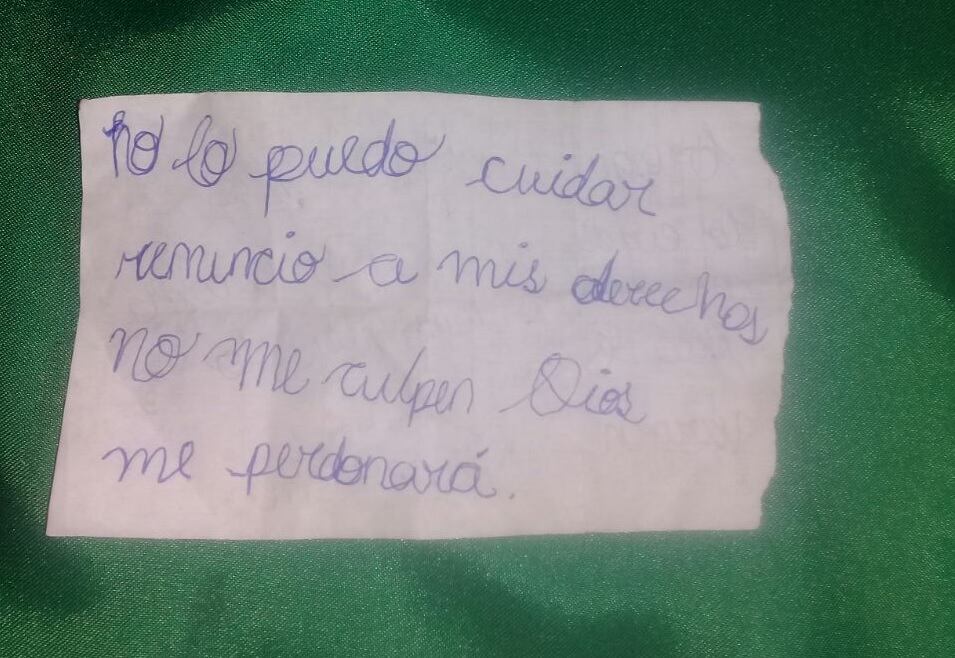 no lo puedo cuidar
renuncio a mis derechos
no me culpen Dios
me perdonará.